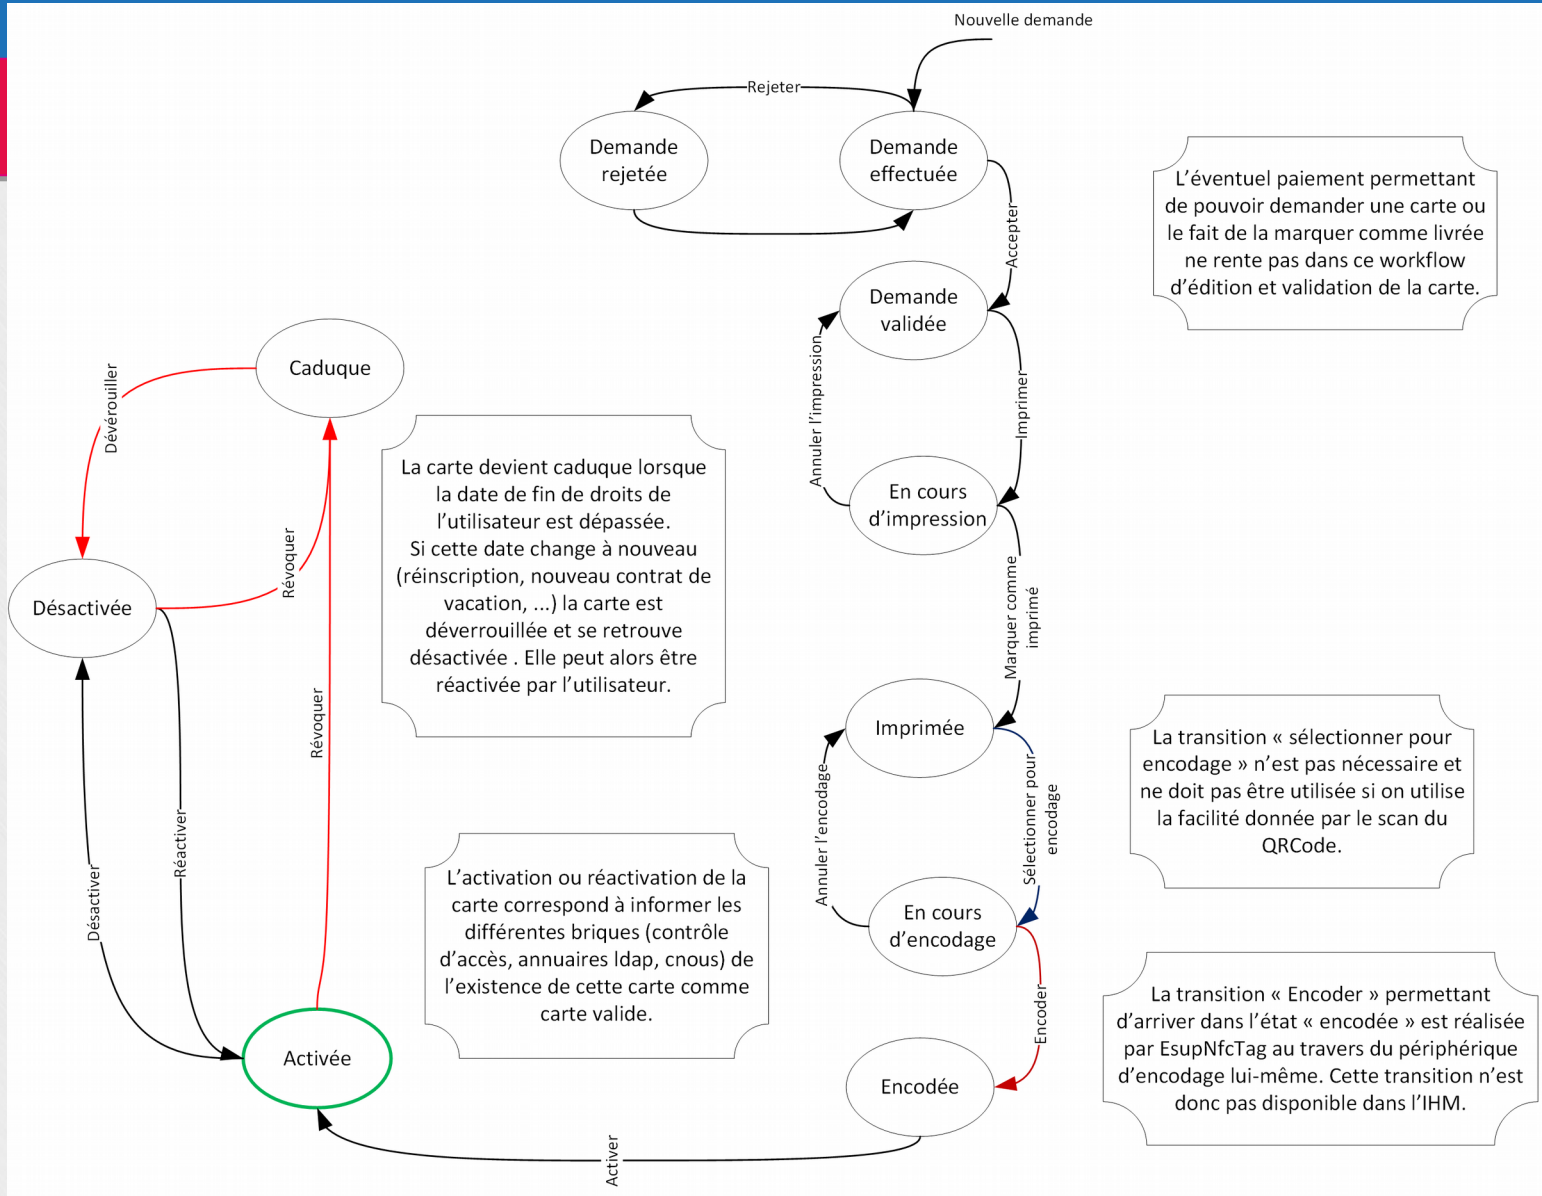 Nouvelle demande
Rejeter
Demande
rejetée
Demande
effectuée
Accepter
L'éventuel paiement permettant
de pouvoir demander une carte ou
le fait de la marquer comme livrée
ne rente pas dans ce workflow
d'édition et validation de la carte.
Demande
validée
Annuler l'impression
Imprimer
En cours
d'impression
Marquer comme
imprimé
Caduque
Dévérouiller
Révoquer
Désactivée
La carte devient caduque lorsque
la date de fin de droits de
l'utilisateur est dépassée.
Si cette date change à nouveau
(réinscription, nouveau contrat de
vacation, ...) la carte est
déverrouillée et se retrouve
désactivée . Elle peut alors être
réactivée par l'utilisateur.
Révoquer
Imprimée
Annuler l'encodage
Sélectionner pour
encodage
La transition « sélectionner pour
encodage » n'est pas nécessaire et
ne doit pas être utilisée si on utilise
la facilité donnée par le scan du
QRCode.
Réactiver
Désactiver
L'activation ou réactivation de la
carte correspond à informer les
différentes briques (contrôle
d'accès, annuaires ldap, cnous) de
l'existence de cette carte comme
carte valide.
En cours
d'encodage
Encoder
La transition « Encoder » permettant
d'arriver dans l'état « encodée » est réalisée
par EsupNfcTag au travers du périphérique
d'encodage lui-même. Cette transition n'est
donc pas disponible dans l'IHM.
Activée
Encodée
Activer